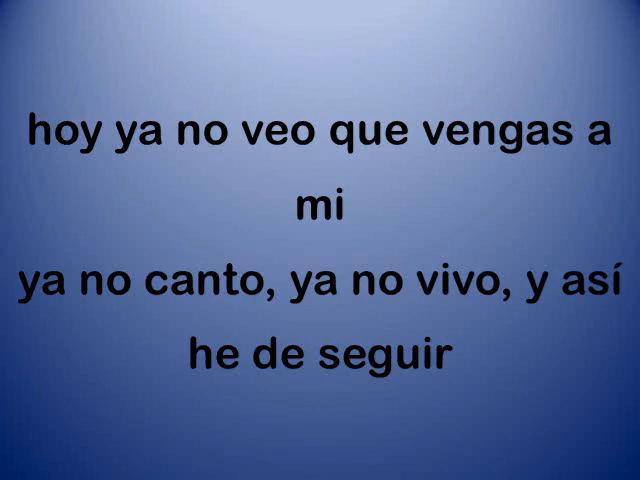 hoy ya no veo que vengas a
mi
ya no canto, ya no vivo, y así
he de seguir